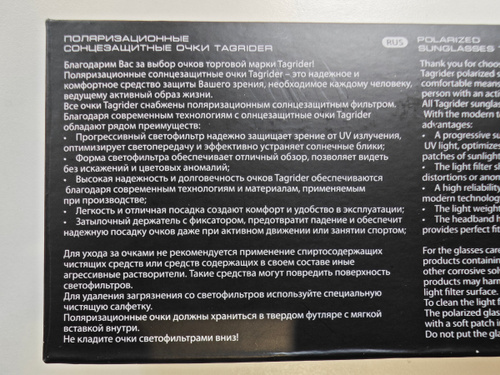 ПОЛЯРИЗАЦИОННЫЕ
СОЛНЦЕЗАЩИТНЫЕ ОЧКИ TAGRIDER
Благодарим Вас за выбор очков торговой марки Tagrider!
Поляризационные солнцезащитные очки Tagrider – это надежное и
комфортное средство защиты Вашего зрения, необходимое каждому человеку,
ведущему активный образ жизни.
Все очки Tagrider снабжены поляризационным солнцезащитным фильтром.
Благодаря современным технологиям с солнцезащитные очки Tagrider
обладают рядом преимуществ:
• Прогрессивный светофильтр надежно защищает зрение от UV излучения,
оптимизирует светопередачу и эффективно устраняет солнечные блики;
• Форма светофильтра обеспечивает отличный обзор, позволяет видеть
без искажений и цветовых аномалий;
• Высокая надежность и долговечность очков Tagrider обеспечиваются
благодаря современным технологиям и материалам, применяемым
при производстве;
• Легкость и отличная посадка создают комфорт и удобство в эксплуатации;
• Затылочный держатель с фиксатором, предотвратит падение и обеспечит
надежную посадку очков даже при активном движении или занятии спортом;
Для ухода за очками не рекомендуется применение спиртосодержащих
чистящих средств или средств содержащих в своем составе иные
агрессивные растворители. Такие средства могут повредить поверхность
светофильтров.
Для удаления загрязнения со светофильтров используйте специальную
чистящую салфетку.
Поляризационные очки должны храниться в твердом футляре с мягкой
вставкой внутри.
Не кладите очки светофильтрами вниз!
RUS
POLARIZED
SUNGLASSES
Thank you for choo
Tagrider polarized s
comfortable means
person with an acti
All Tagrider sunglas
With the modern t
advantages:
• A progressive s
UV light, optimizes
patches of sunlight
• The light filter s
distortions or anom
• A high reliability
modern technology
• The light weight
• The headband h
provides perfect fit
For the glasses care
products containin
other corrosive sol
products may harm
light filter surface.
To clean the light f
The polarized glass
with a soft patch i
Do not put the gla